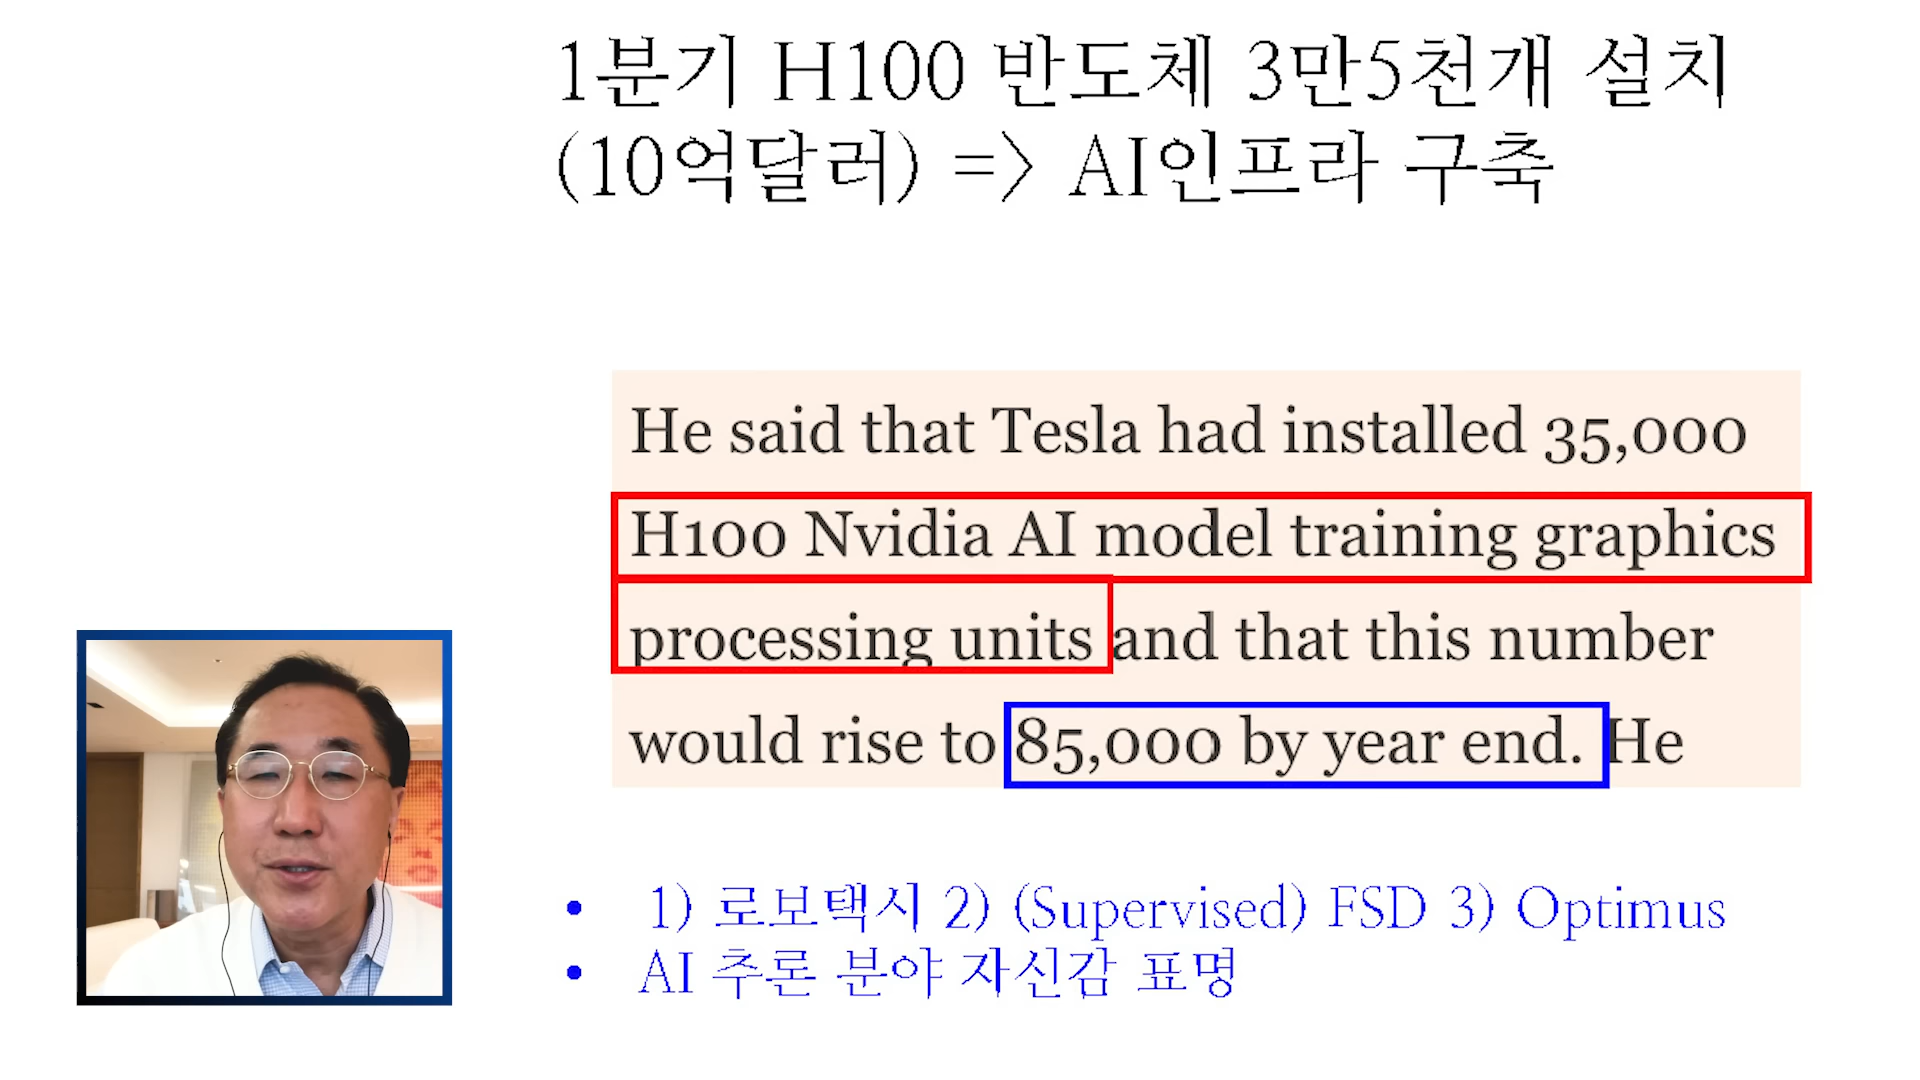 1분기 H100 반도체 3만5천개 설치
(10억달러) => AI인프라 구축
He said that Tesla had installed 35,000
H100 Nvidia AI model training graphics
processing units and that this number
would rise to 85,000 by year end. He
• 1) 로보택시 2) (Supervised) FSD 3) Optimus
• AI 추론 분야 자신감 표명